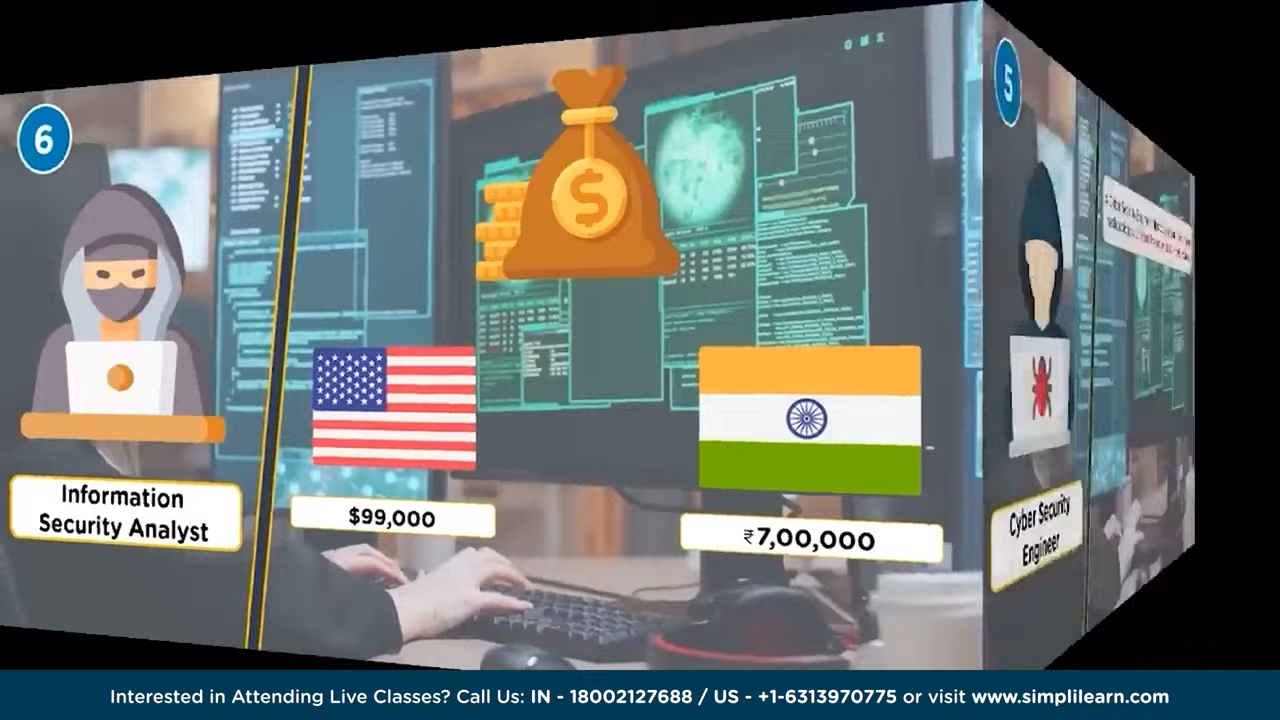 6
Information
Security Analyst
$99,000
₹7,00,000
5
Cyber Security
Engineer
Interested in Attending Live Classes? Call Us: IN - 18002127688 / US - +1-6313970775 or visit www.simplilearn.com